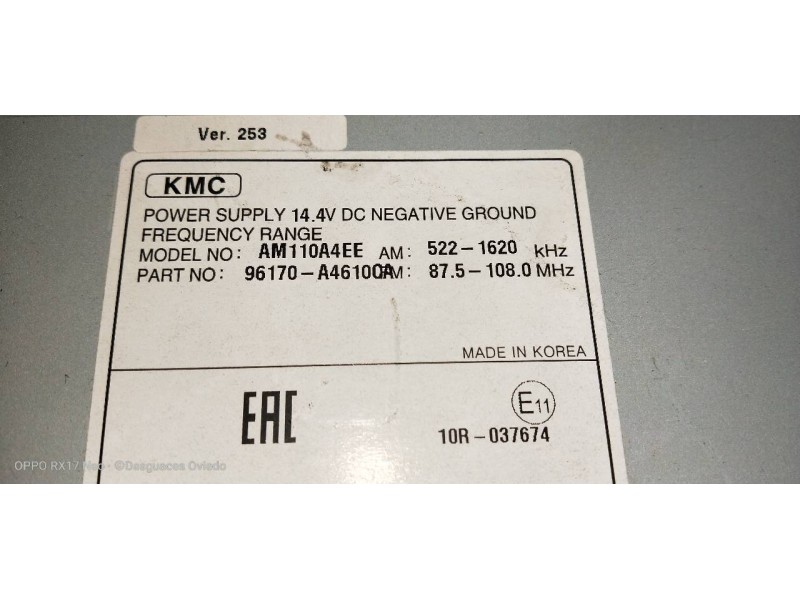 Ver. 253
KMC
POWER SUPPLY 14.4V DC NEGATIVE GROUND
FREQUENCY RANGE
MODEL NO: AM110A4EE AM: 522-1620 kHz
PART NO: 96170-A4610CA FM: 87.5-108.0 MHz
MADE IN KOREA
EAC
E11
10R-037674
OPPO RX17 Neo ©Desguaces Oviedo